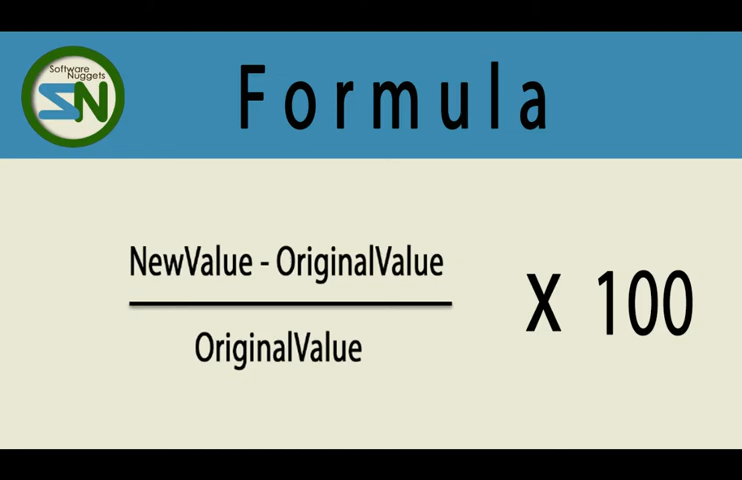 Software
Nuggets
SN
Formula
NewValue - OriginalValue
OriginalValue
X 100